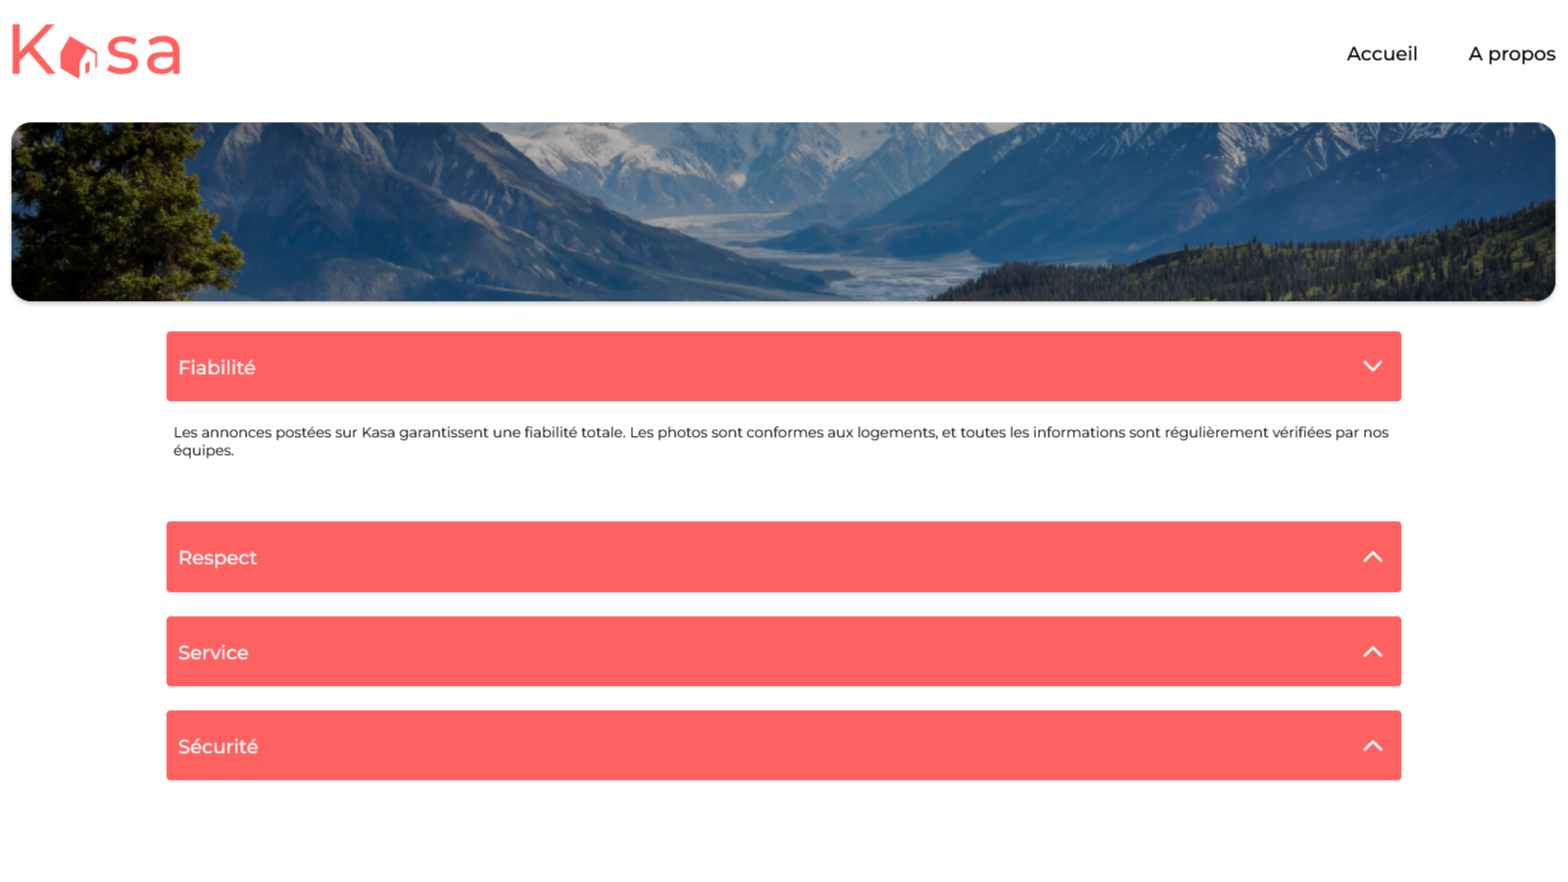 Kasa
Accueil
A propos
Fiabilité
Les annonces postées sur Kasa garantissent une fiabilité totale. Les photos sont conformes aux logements, et toutes les informations sont régulièrement vérifiées par nos
équipes.
Respect
Service
Sécurité